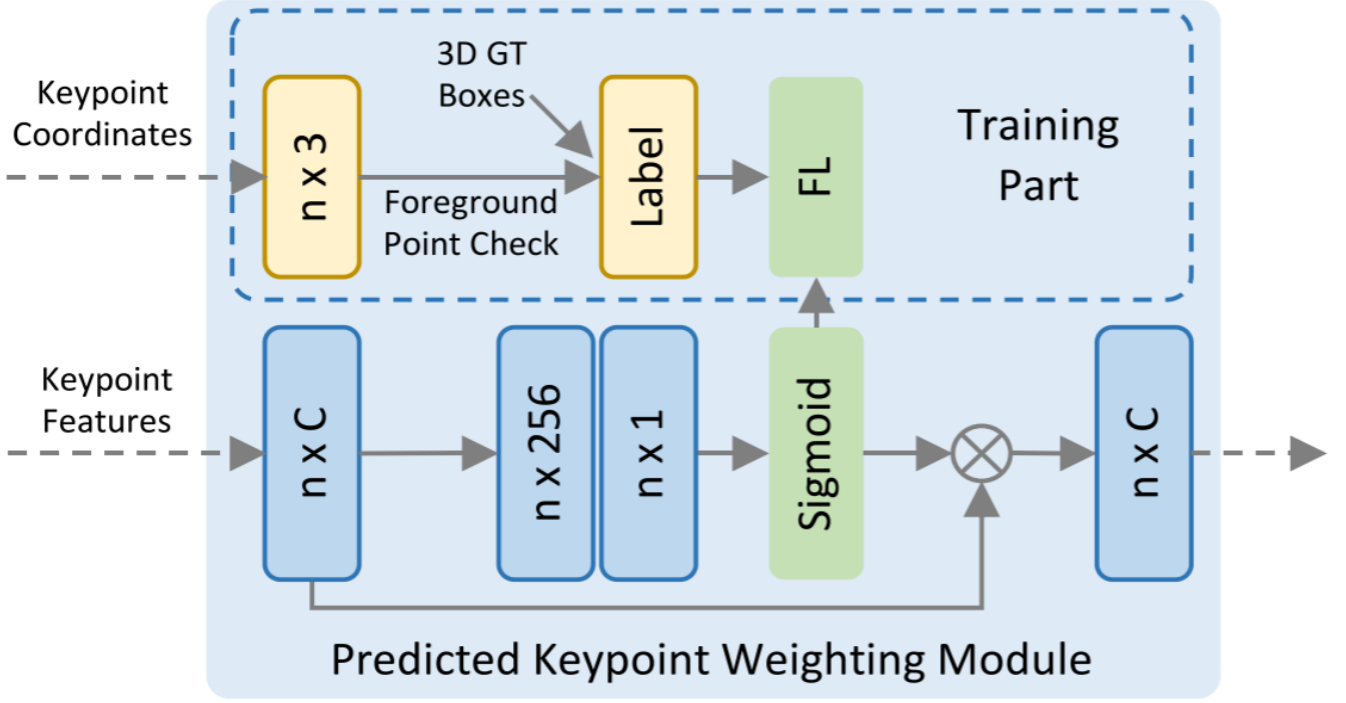 Keypoint
Coordinates
n x 3
3D GT
Boxes
Foreground
Point Check
Label
FL
Training
Part
Keypoint
Features
n x C
n x 256
n x 1
Sigmoid
n x C
Predicted Keypoint Weighting Module